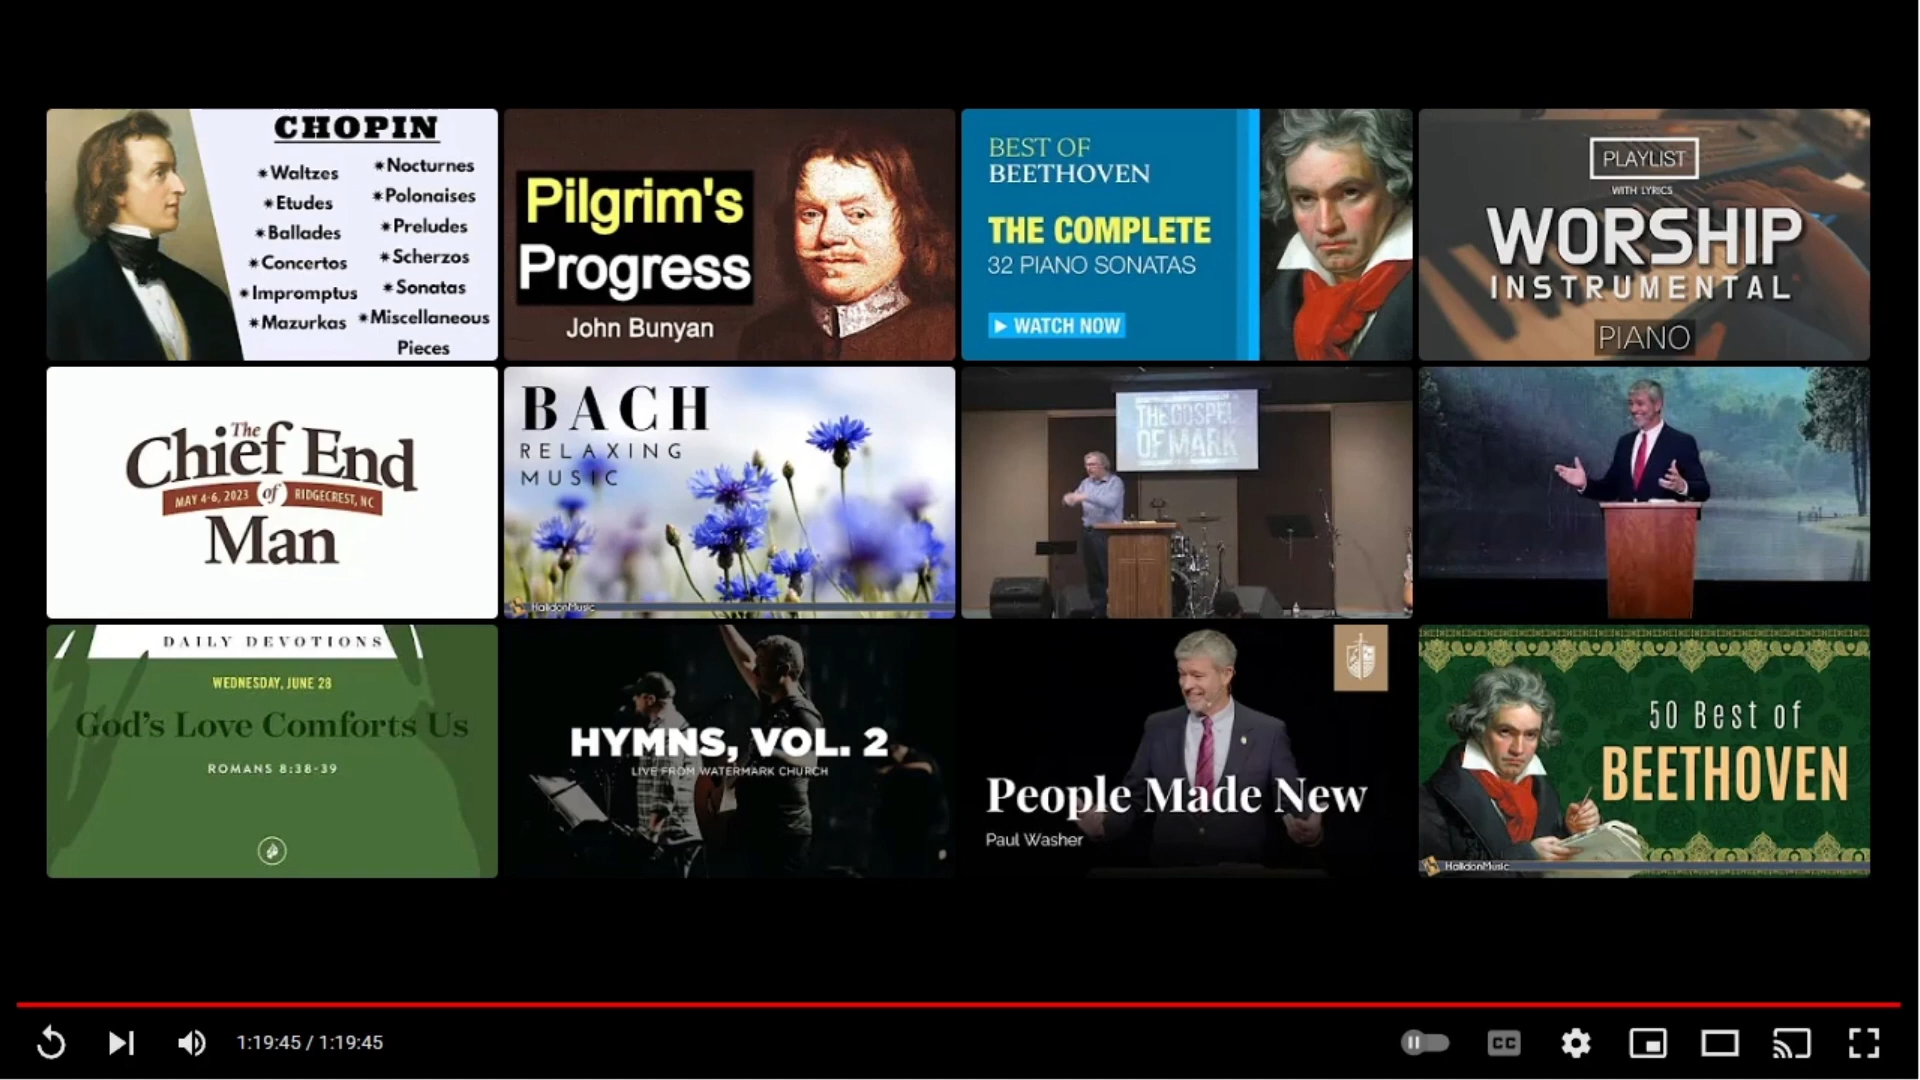 CHOPIN
*Waltzes
*Etudes
*Ballades
*Concertos
*Impromptus
*Mazurkas
*Nocturnes
*Polonaises
*Preludes
*Scherzos
*Sonatas
*Miscellaneous
Pieces
Pilgrim's
Progress
John Bunyan
BEST OF
BEETHOVEN
THE COMPLETE
32 PIANO SONATAS
WATCH NOW
PLAYLIST
WITH LYRICS
WORSHIP
INSTRUMENTAL
PIANO
The
Chief End
MAY 4-6, 2023 of RIDGECREST, NC
Man
BACH
RELAXING
MUSIC
HalidonMusic
THE GOSPEL
OF MARK
DAILY DEVOTIONS
WEDNESDAY, JUNE 28
God's Love Comforts Us
ROMANS 8:38-39
HYMNS, VOL. 2
LIVE FROM WATERMARK CHURCH
People Made New
Paul Washer
50 Best of
BEETHOVEN
HalidonMusic
1:19:45 / 1:19:45
CC